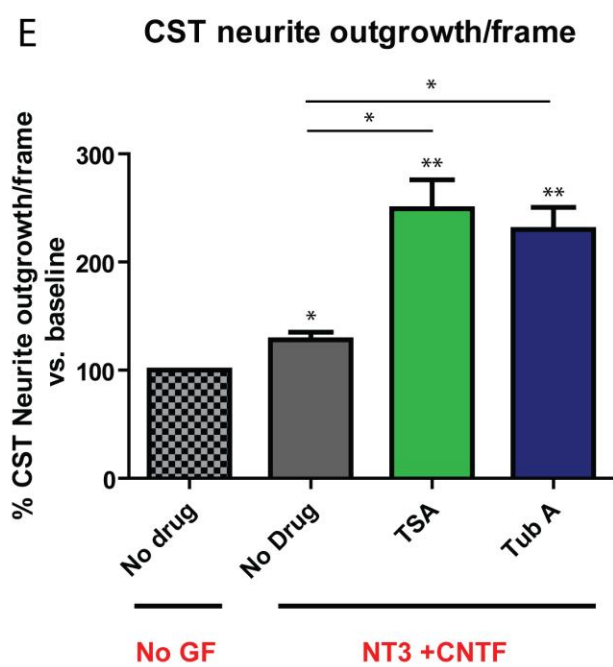 E
CST neurite outgrowth/frame
% CST Neurite outgrowth/frame
vs. baseline
*
*
300
**
**
200
*
100
0
No drug
No Drug
TSA
Tub A
No GF
NT3 +CNTF